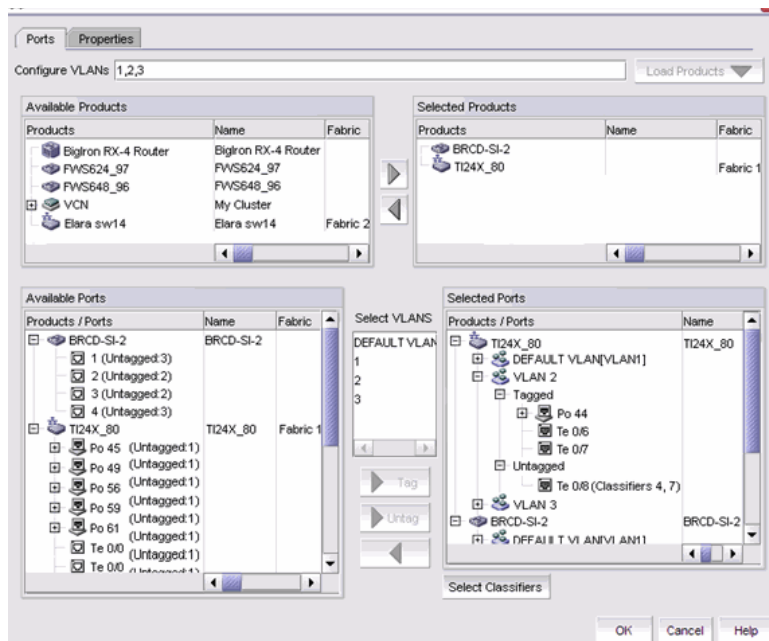 Ports Properties
Configure VLANs 1,2,3 Load Products
Available Products
Products Name Fabric
BigIron RX-4 Router BigIron RX-4 Router
FWS624_97 FWS624_97
FWS648_96 FWS648_96
VCN My Cluster
Elara sw14 Elara sw14 Fabric 2
Selected Products
Products Name Fabric
BRCD-SI-2
TI24X_80 Fabric 1
Available Ports
Products / Ports Name Fabric
BRCD-SI-2 BRCD-SI-2
1 (Untagged:3)
2 (Untagged:2)
3 (Untagged:2)
4 (Untagged:3)
TI24X_80 TI24X_80 Fabric 1
Po 45 (Untagged:1)
Po 49 (Untagged:1)
Po 56 (Untagged:1)
Po 59 (Untagged:1)
Po 61 (Untagged:1)
Te 0/0 (Untagged:1)
Te 0/0 (Untagged:1)
Select VLANS
DEFAULT VLAN
1
2
3
Tag
Untag
Selected Ports
Products / Ports Name
TI24X_80 TI24X_80
DEFAULT VLAN[VLAN1]
VLAN 2
Tagged
Po 44
Te 0/6
Te 0/7
Untagged
Te 0/8 (Classifiers 4, 7)
VLAN 3
BRCD-SI-2 BRCD-SI-2
DEFAULT VLAN[VLAN1]
Select Classifiers
OK Cancel Help